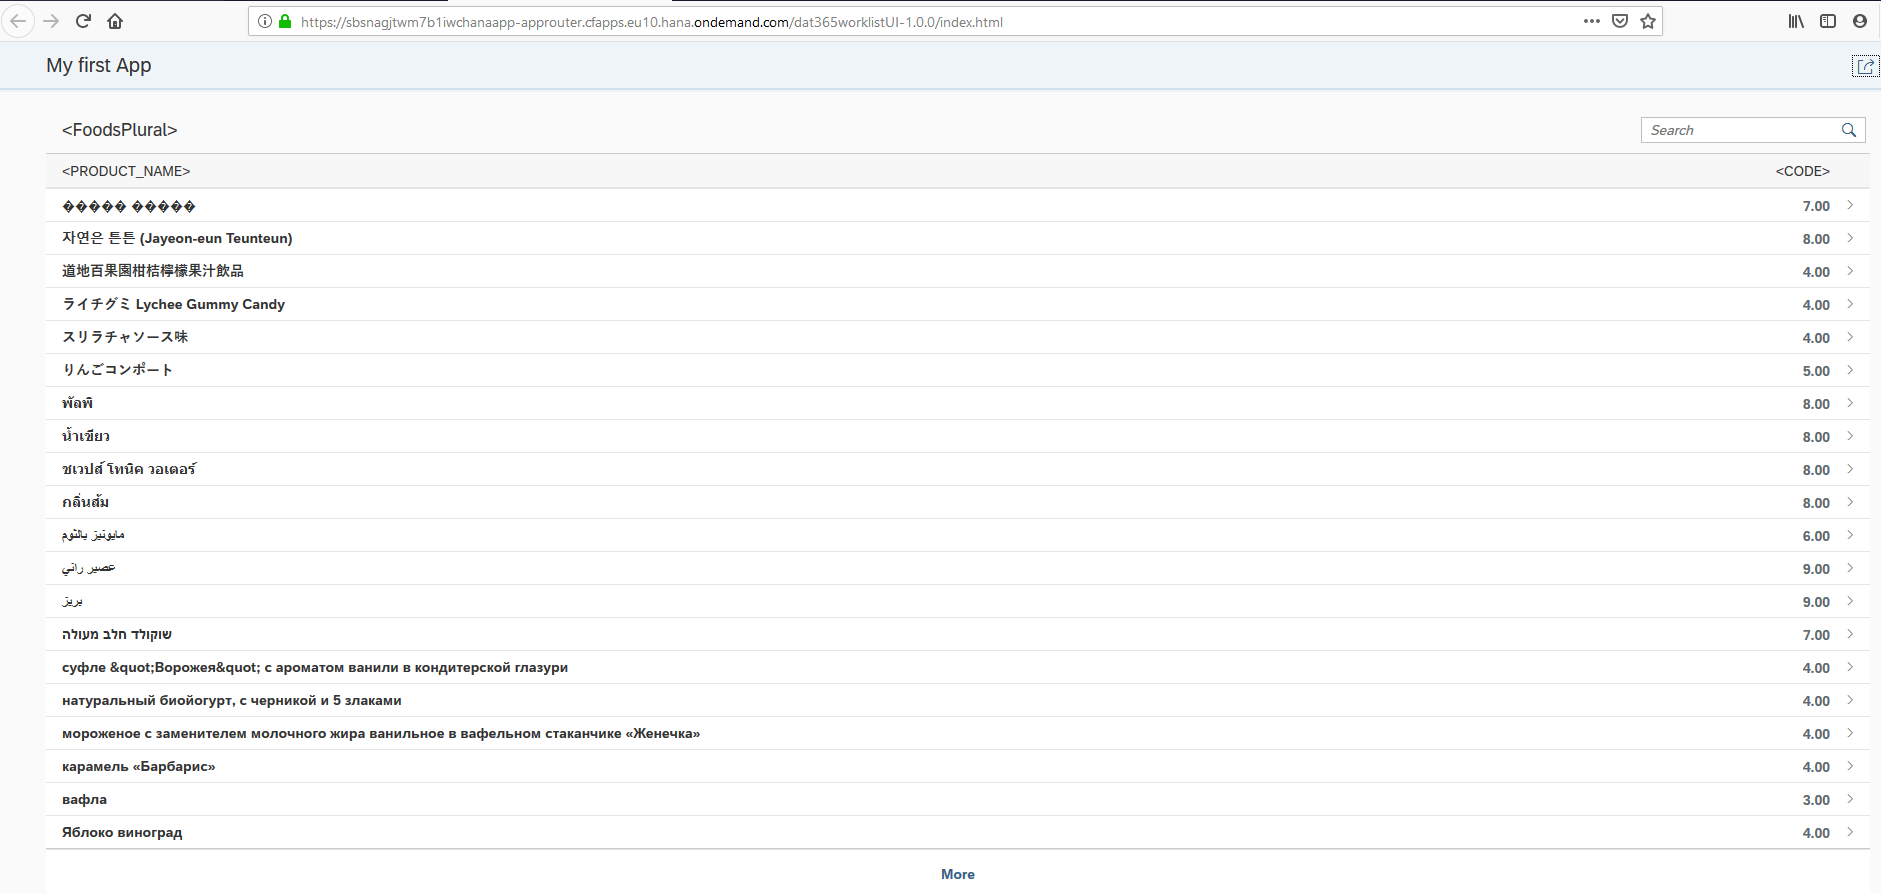 https://sbsnagjtwm7b1iwchanaapp-approuter.cfapps.eu10.hana.ondemand.com/dat365worklistUI-1.0.0/index.html
My first App
<FoodsPlural>
Search
<PRODUCT_NAME> <CODE>
����� ����� 7.00
자연은 튼튼 (Jayeon-eun Teunteun) 8.00
道地百果園柑桔檸檬果汁飲品 4.00
ライチグミ Lychee Gummy Candy 4.00
スリラチャソース味 4.00
りんごコンポート 5.00
พัลพิ 8.00
น้ำเขียว 8.00
ชเวปส์ โทนิค วอเตอร์ 8.00
กลิ่นส้ม 8.00
مايونيز بالثوم 6.00
عصير راني 9.00
بريز 9.00
שוקולד חלב מעולה 7.00
суфле &quot;Ворожея&quot; с ароматом ванили в кондитерской глазури 4.00
натуральный биойогурт, с черникой и 5 злаками 4.00
мороженое с заменителем молочного жира ванильное в вафельном стаканчике «Женечка» 4.00
карамель «Барбарис» 4.00
вафла 3.00
Яблоко виноград 4.00
More